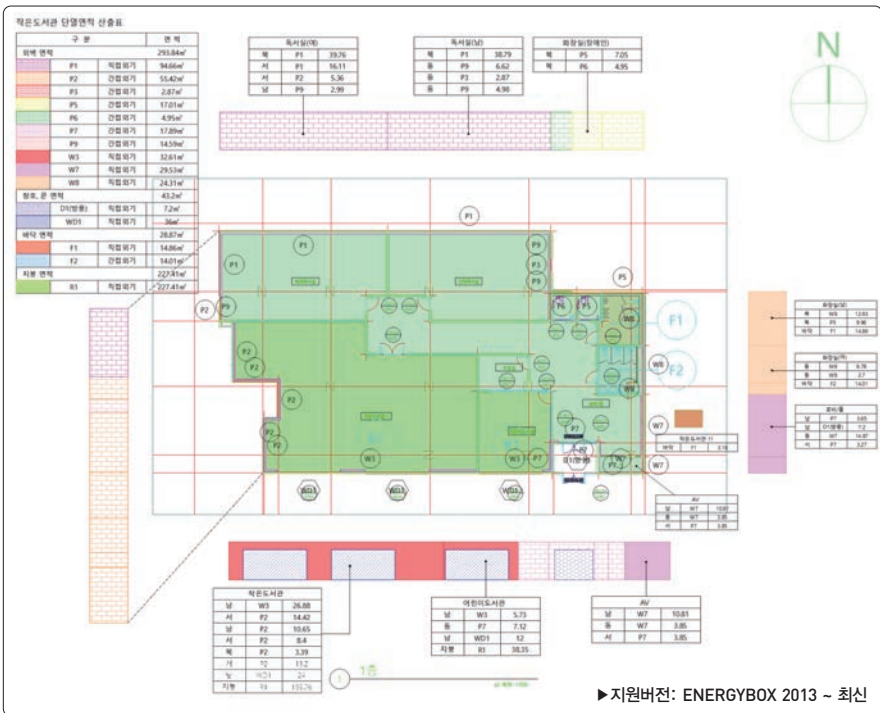 작은도서관 단열면적 산출표
구 분 면 적
외벽 면적 293.84㎡
P1 직접외기 94.66㎡
P2 간접외기 55.42㎡
P3 간접외기 2.87㎡
P5 직접외기 17.01㎡
P6 간접외기 4.95㎡
P7 직접외기 17.89㎡
P9 간접외기 14.59㎡
W3 직접외기 32.61㎡
W7 직접외기 29.53㎡
W8 직접외기 24.31㎡
창호, 문 면적 43.2㎡
D1(방풍) 직접외기 7.2㎡
WD1 직접외기 36㎡
바닥 면적 28.87㎡
F1 직접외기 14.86㎡
F2 간접외기 14.01㎡
지붕 면적 227.41㎡
R1 직접외기 227.41㎡
독서실(여)
북 P1 39.76
서 P1 16.11
서 P2 5.36
남 P9 2.99
독서실(남)
북 P1 38.79
동 P9 6.62
동 P3 2.87
동 P9 4.98
화장실(장애인)
북 P5 7.05
북 P6 4.95
N
P1
P1
P1
P9
P3
P9
P5
P2
P9
P6
P5
W8
F1
P2
P2
W8
F2
P2
W8
P2
P2
P7
W7
W3
W3
P7
P7
W7
W7
화장실(남)
북 P5 9.96
바닥 F1 14.86
화장실(여)
동 W8 9.78
바닥 F2 14.01
로비/홀
남 P7 3.65
남 D1(방풍) 7.2
동 W7 14.87
서 P7 3.27
바닥 F1 3.16
AV
남 W7 10.81
동 W7 3.85
서 P7 3.85
작은도서관
남 W3 26.88
서 P2 14.42
남 P2 10.65
서 P2 8.4
북 P2 3.39
서 P2 13.2
지붕 R1
어린이도서관
남 W3 5.73
동 P7 7.12
남 WD1 12
지붕 R1 38.35
AV
남 W7 10.81
동 W7 3.85
서 P7 3.85
1 1층
▶지원버전: ENERGYBOX 2013 ~ 최신